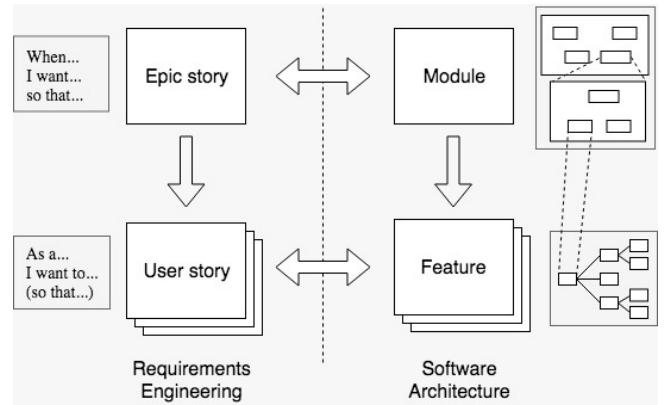 When...
I want...
so that...
Epic story
Module
As a...
I want to...
(so that...)
User story
Feature
Requirements
Engineering
Software
Architecture